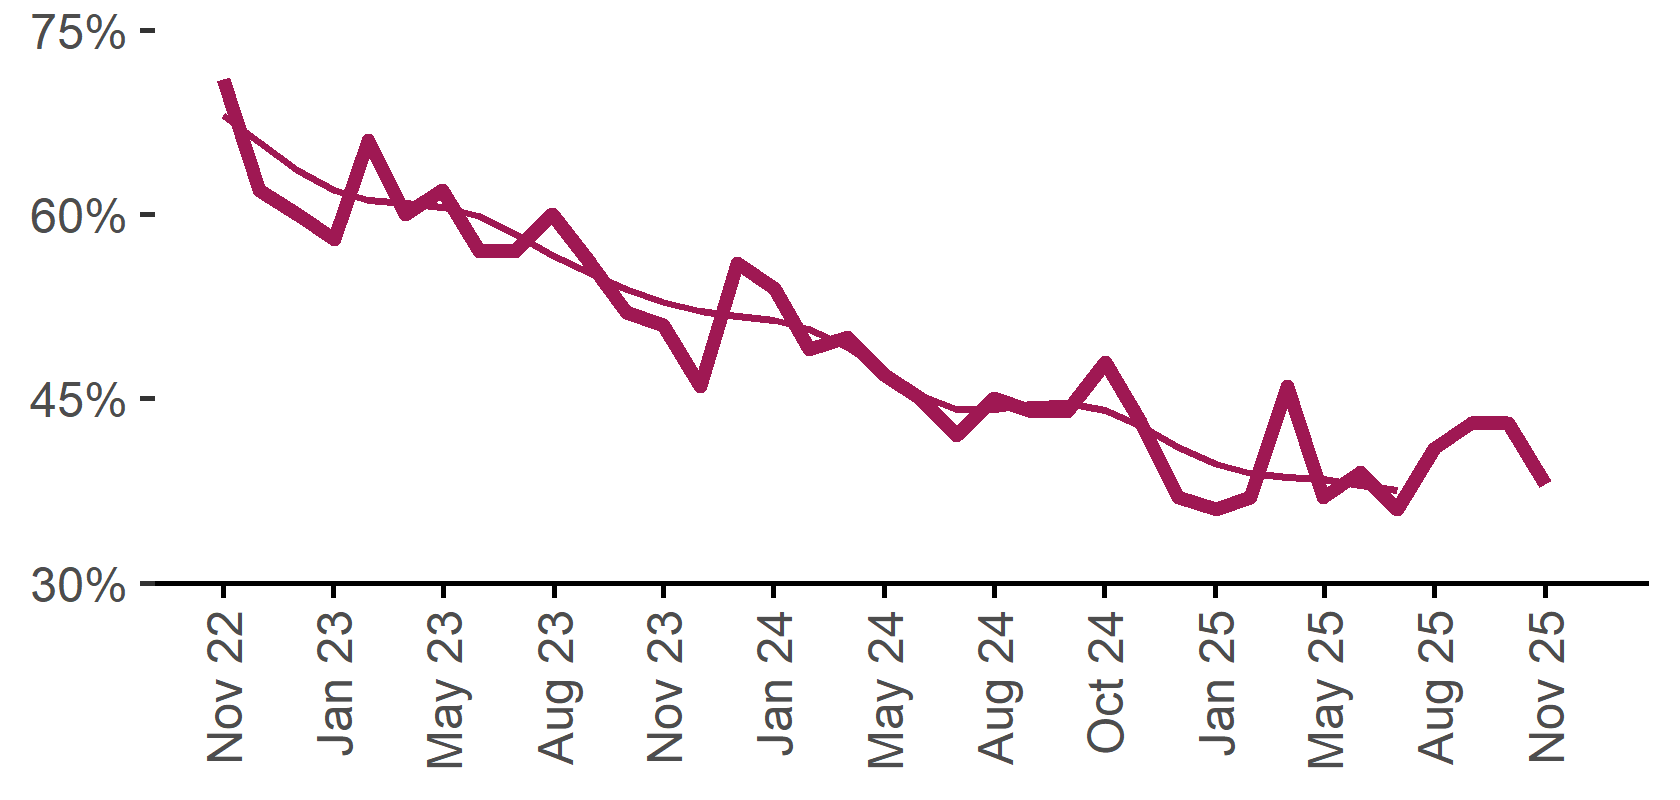 75%
60%
45%
30%
Nov 22
Jan 23
May 23
Aug 23
Nov 23
Jan 24
May 24
Aug 24
Oct 24
Jan 25
May 25
Aug 25
Nov 25